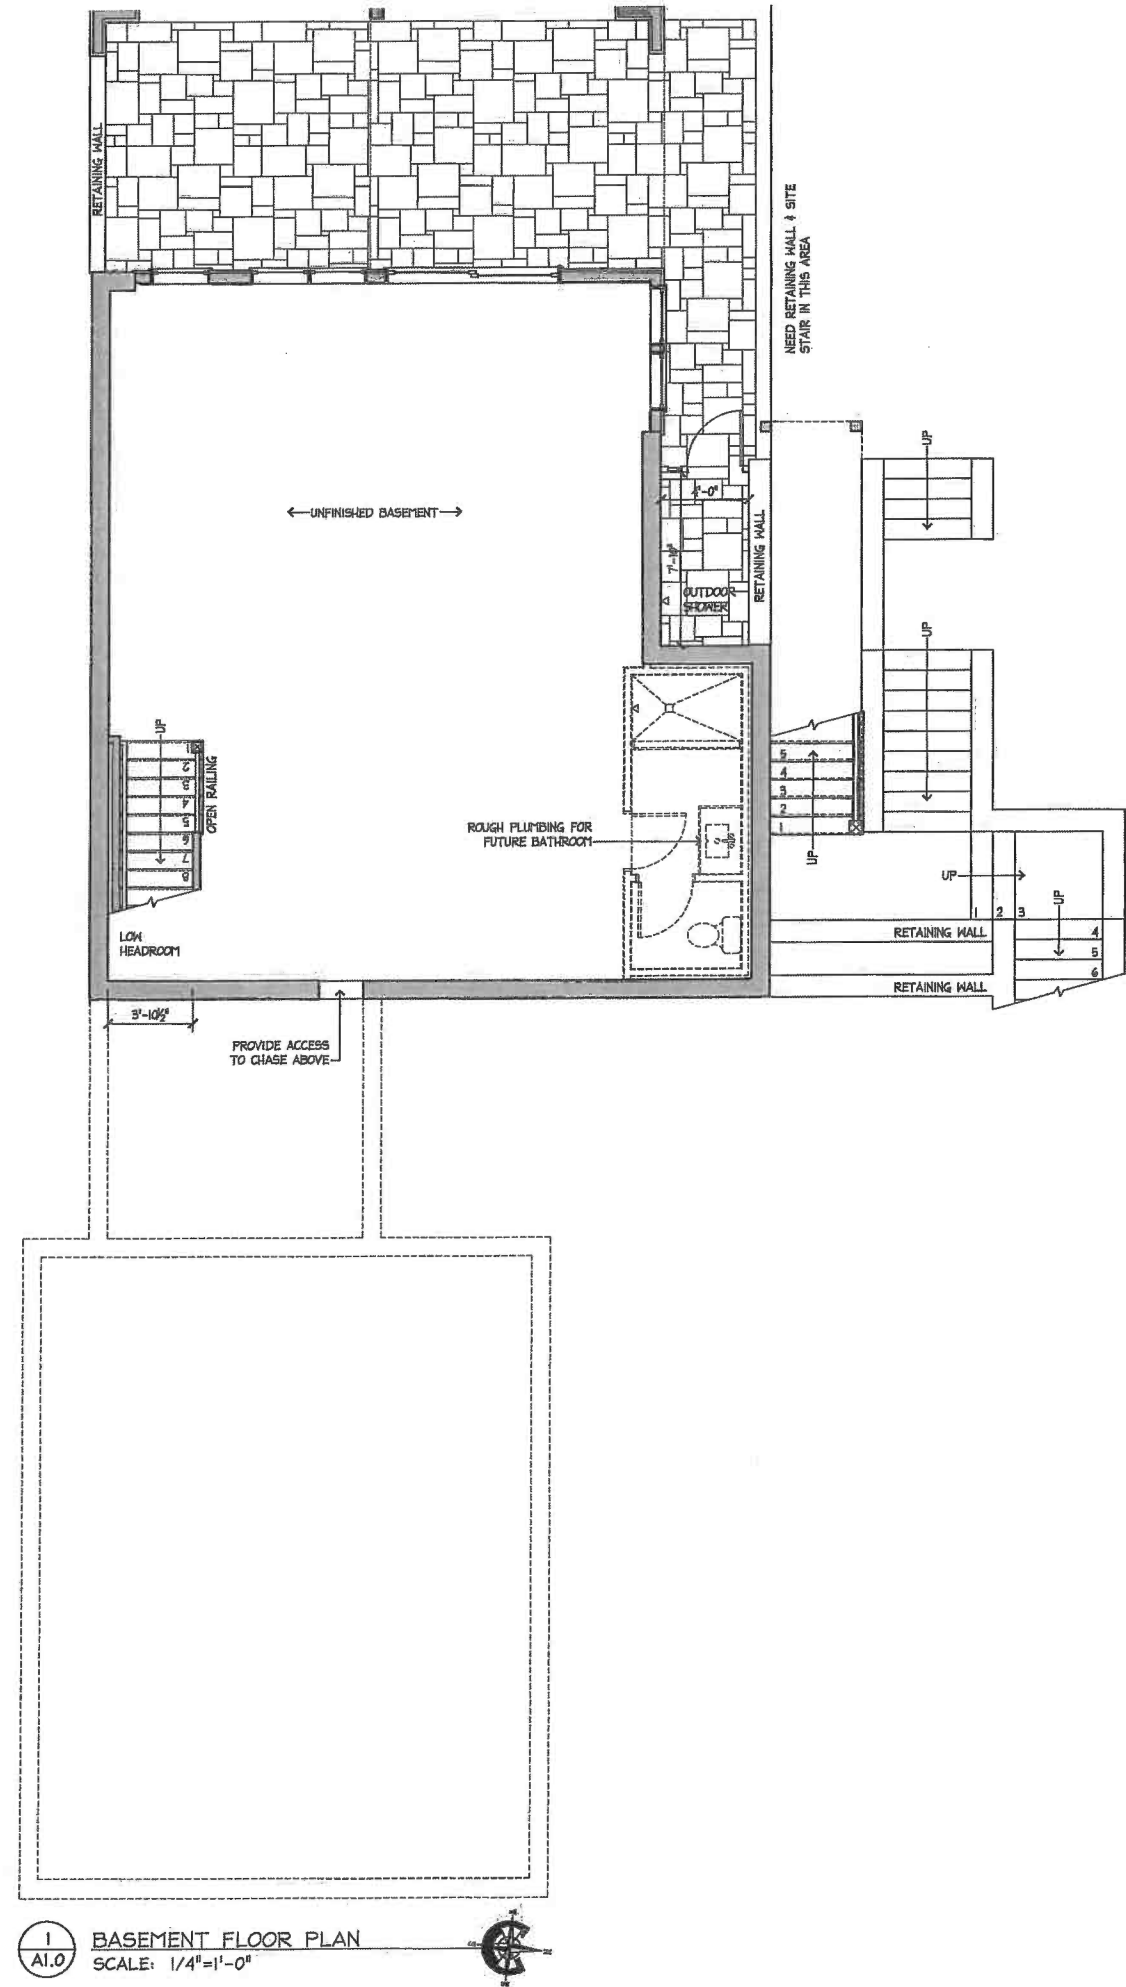 RETAINING WALL
NEED RETAINING WALL & SITE
STAIR IN THIS AREA
UP
UP
←UNFINISHED BASEMENT→
4'-0"
7'-10"
RETAINING WALL
OUTDOOR
SHOWER
UP
1
2
3
4
5
6
7
8
OPEN RAILING
5
4
3
2
1
UP
ROUGH PLUMBING FOR
FUTURE BATHROOM
UP
UP
1 2 3
4
5
6
RETAINING WALL
RETAINING WALL
LOW
HEADROOM
3'-10½"
PROVIDE ACCESS
TO CHASE ABOVE
1
A1.0
BASEMENT FLOOR PLAN
SCALE: 1/4"=1'-0"